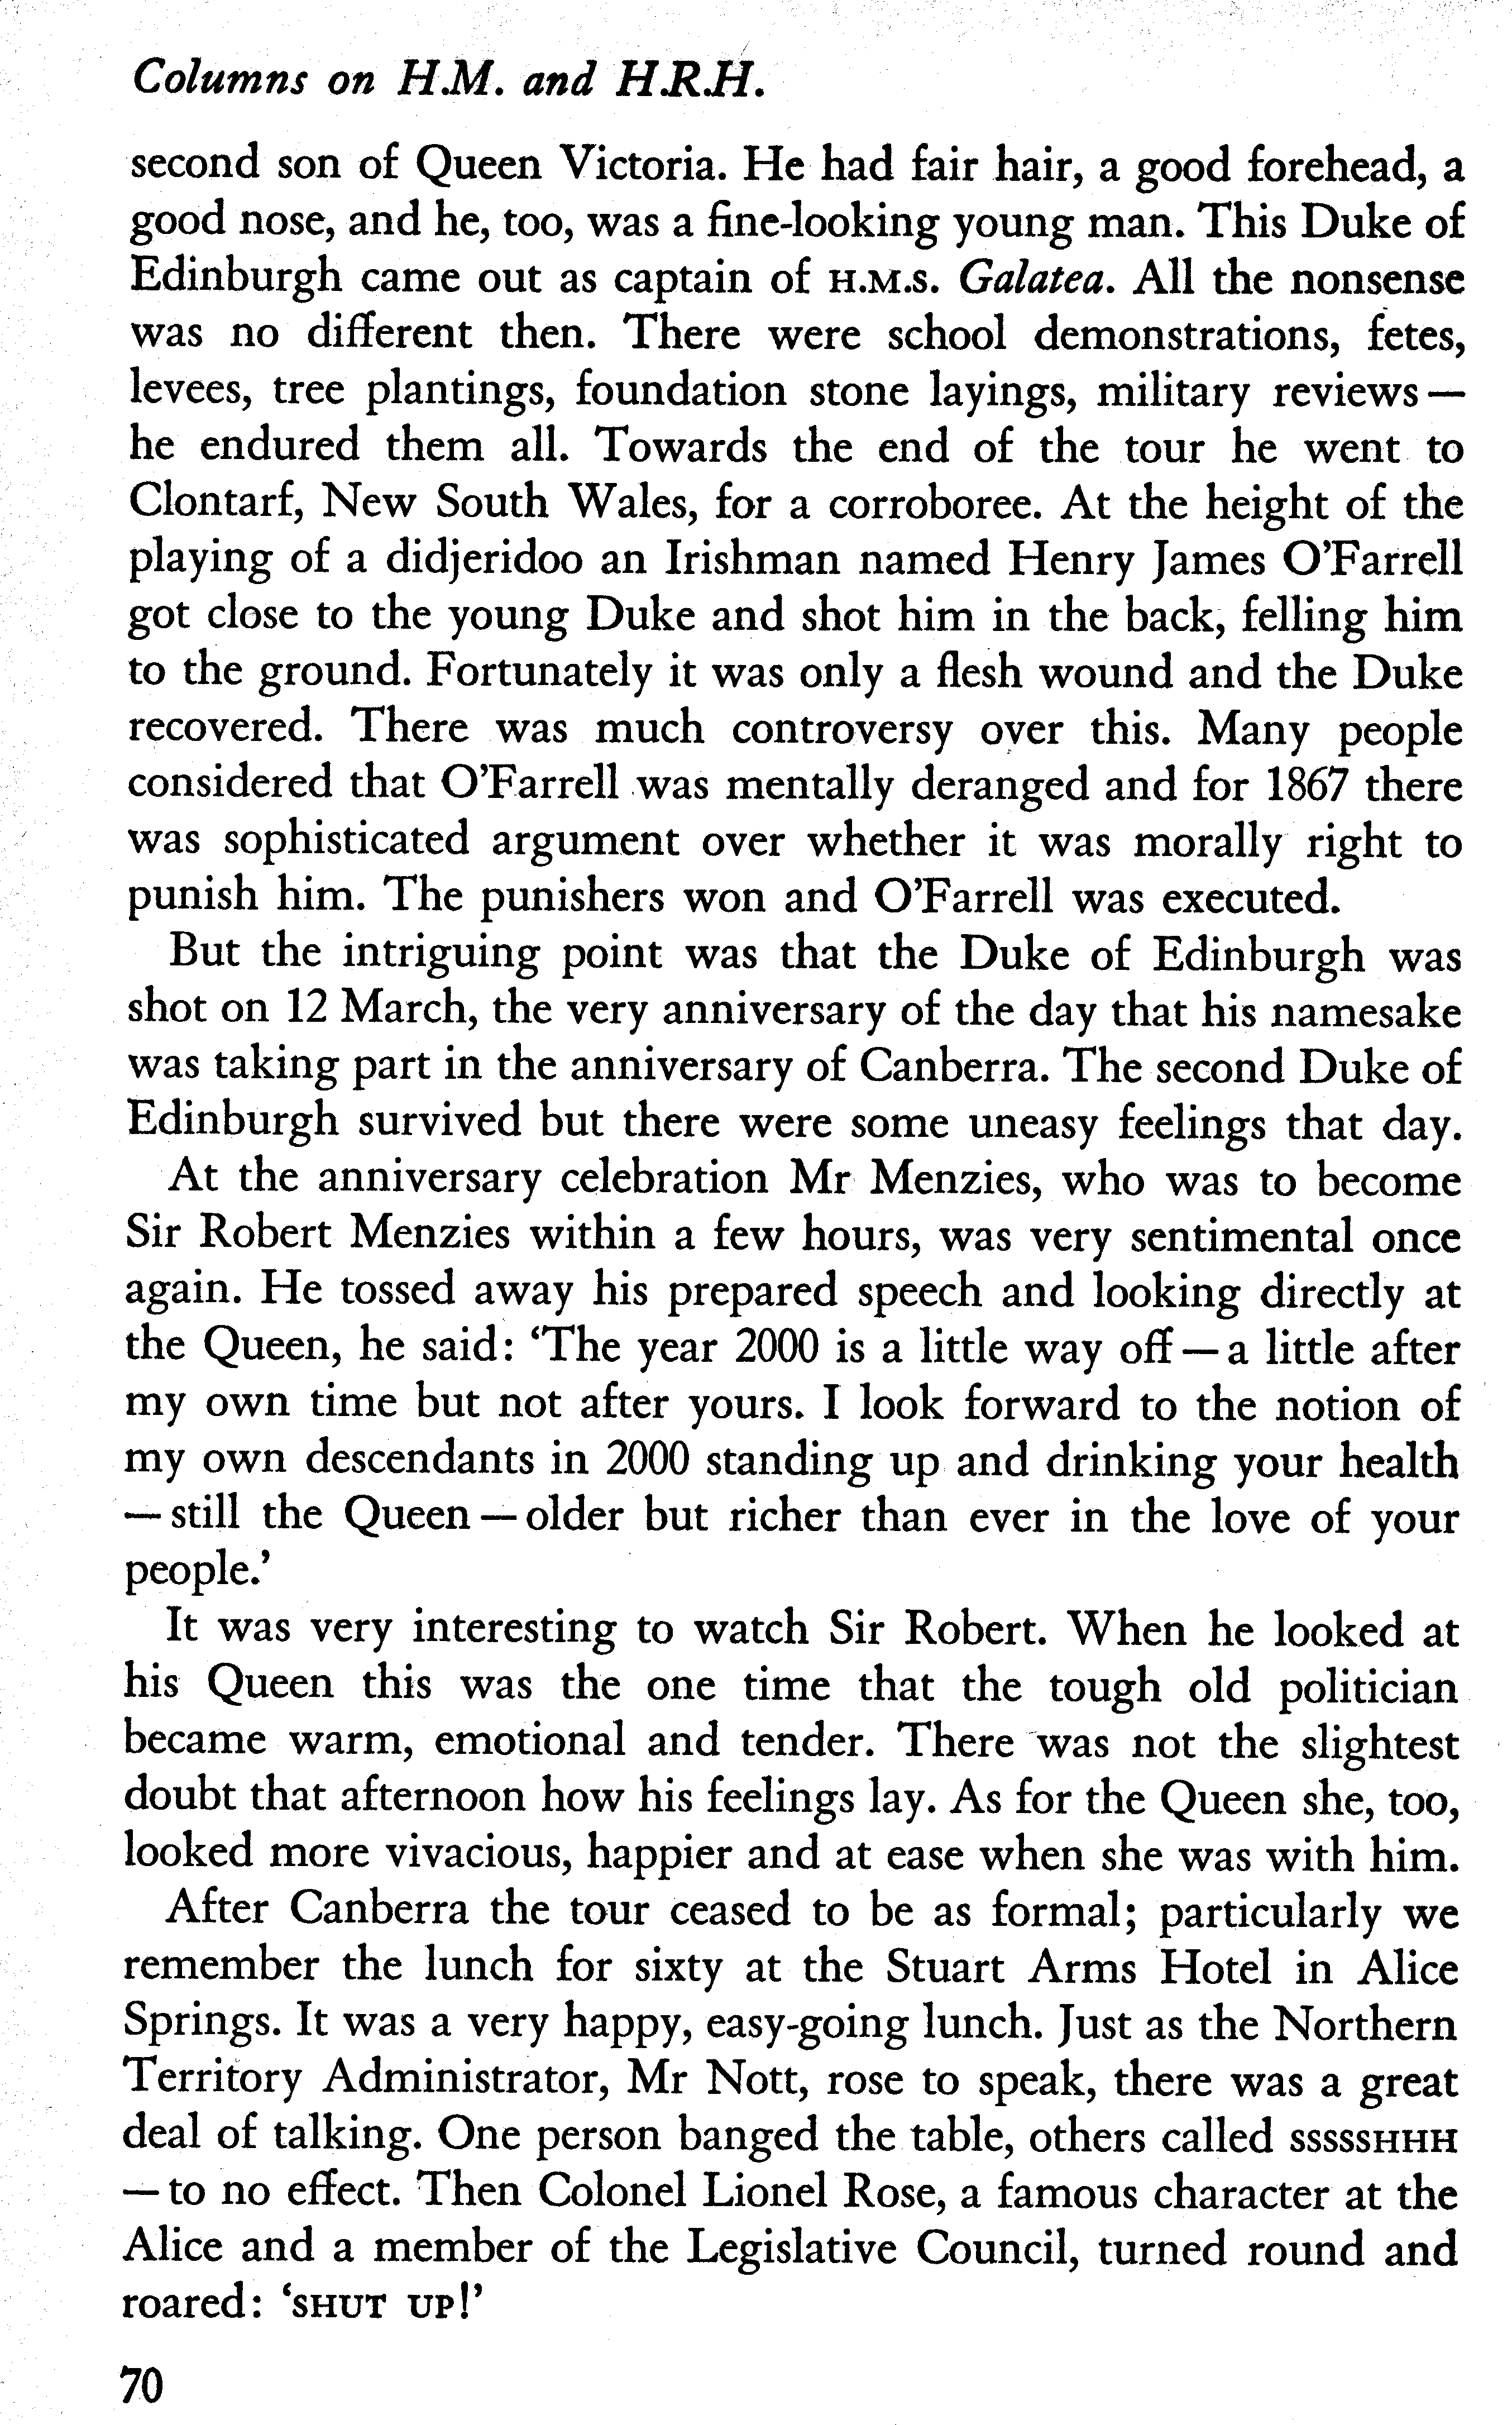 Columns on H.M. and H.R.H.
second son of Queen Victoria. He had fair hair, a good forehead, a
good nose, and he, too, was a fine-looking young man. This Duke of
Edinburgh came out as captain of H.M.S. Galatea. All the nonsense
was no different then. There were school demonstrations, fetes,
levees, tree plantings, foundation stone layings, military reviews —
he endured them all. Towards the end of the tour he went to
Clontarf, New South Wales, for a corroboree. At the height of the
playing of a didjeridoo an Irishman named Henry James O'Farrell
got close to the young Duke and shot him in the back, felling him
to the ground. Fortunately it was only a flesh wound and the Duke
recovered. There was much controversy over this. Many people
considered that O'Farrell was mentally deranged and for 1867 there
was sophisticated argument over whether it was morally right to
punish him. The punishers won and O'Farrell was executed.
But the intriguing point was that the Duke of Edinburgh was
shot on 12 March, the very anniversary of the day that his namesake
was taking part in the anniversary of Canberra. The second Duke of
Edinburgh survived but there were some uneasy feelings that day.
At the anniversary celebration Mr Menzies, who was to become
Sir Robert Menzies within a few hours, was very sentimental once
again. He tossed away his prepared speech and looking directly at
the Queen, he said: 'The year 2000 is a little way off — a little after
my own time but not after yours. I look forward to the notion of
my own descendants in 2000 standing up and drinking your health
— still the Queen — older but richer than ever in the love of your
people.'
It was very interesting to watch Sir Robert. When he looked at
his Queen this was the one time that the tough old politician
became warm, emotional and tender. There was not the slightest
doubt that afternoon how his feelings lay. As for the Queen she, too,
looked more vivacious, happier and at ease when she was with him.
After Canberra the tour ceased to be as formal; particularly we
remember the lunch for sixty at the Stuart Arms Hotel in Alice
Springs. It was a very happy, easy-going lunch. Just as the Northern
Territory Administrator, Mr Nott, rose to speak, there was a great
deal of talking. One person banged the table, others called SSSSSHHH
— to no effect. Then Colonel Lionel Rose, a famous character at the
Alice and a member of the Legislative Council, turned round and
roared: 'SHUT UP!'
70